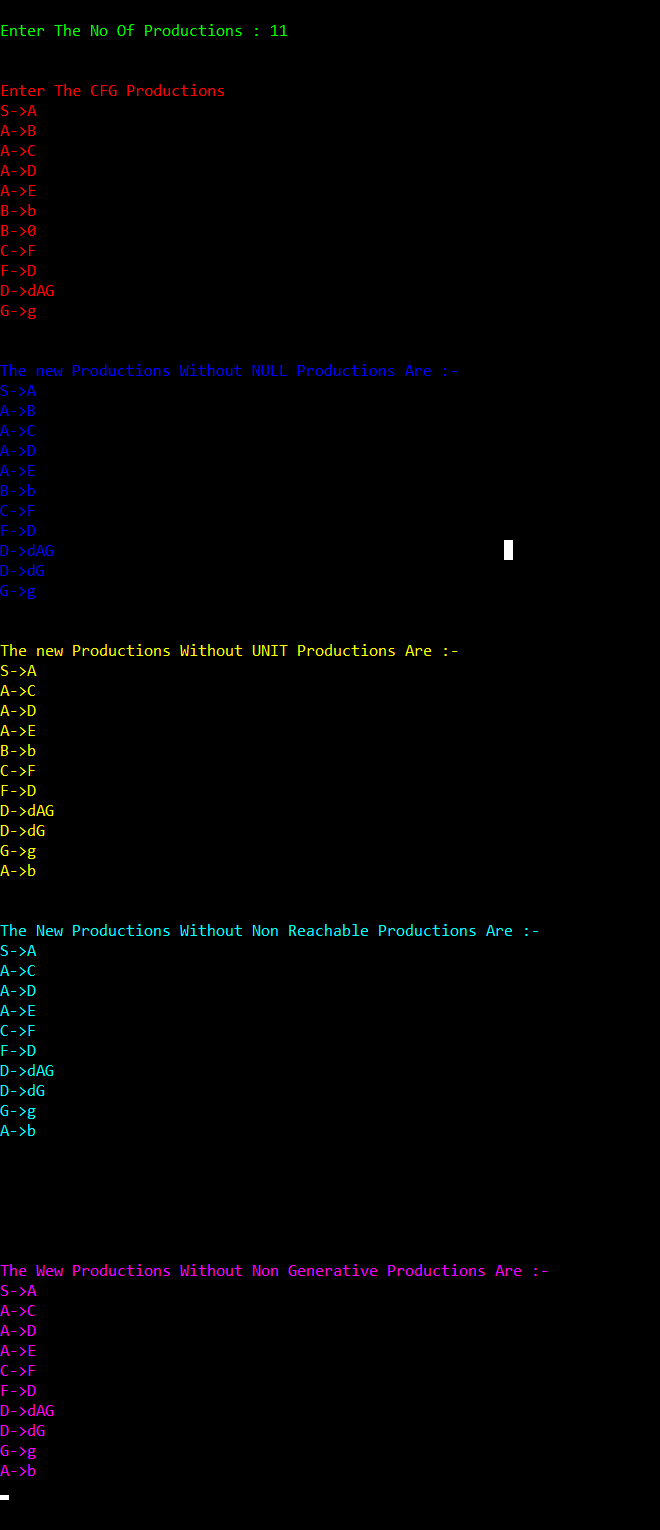 Enter The No Of Productions : 11
Enter The CFG Productions
S->A
A->B
A->C
A->D
A->E
B->b
B->0
C->F
F->D
D->dAG
G->g
The new Productions Without NULL Productions Are :-
S->A
A->B
A->C
A->D
A->E
B->b
C->F
F->D
D->dAG
D->dG
G->g
The new Productions Without UNIT Productions Are :-
S->A
A->C
A->D
A->E
B->b
C->F
F->D
D->dAG
D->dG
G->g
A->b
The New Productions Without Non Reachable Productions Are :-
S->A
A->C
A->D
A->E
C->F
F->D
D->dAG
D->dG
G->g
A->b
The Wew Productions Without Non Generative Productions Are :-
S->A
A->C
A->D
A->E
C->F
F->D
D->dAG
D->dG
G->g
A->b